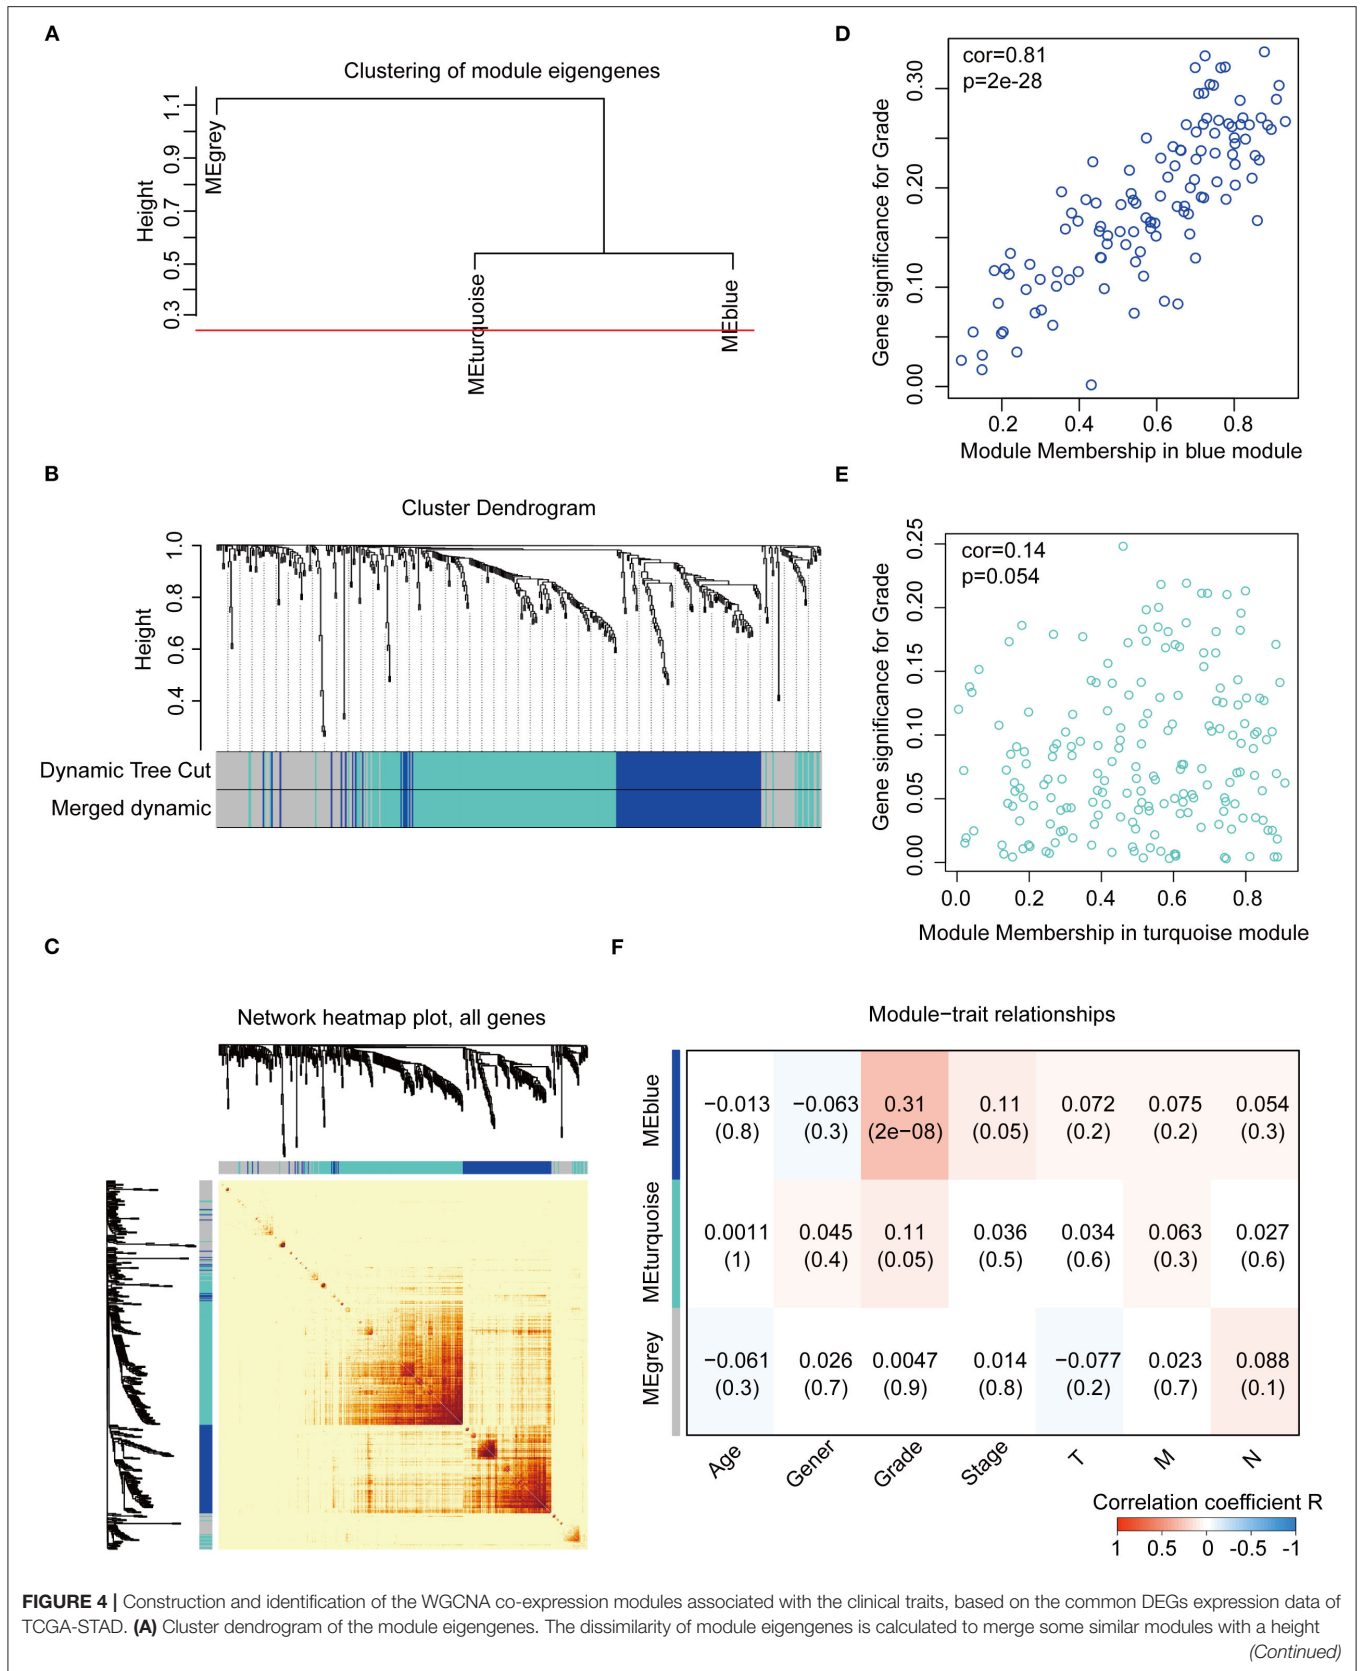 A
Clustering of module eigengenes
Height
1.1
0.9
0.7
0.5
0.3
MEgrey
MEturquoise
MEblue
B
Cluster Dendrogram
Height
1.0
0.8
0.6
0.4
Dynamic Tree Cut
Merged dynamic
C
Network heatmap plot, all genes
D
cor=0.81
p=2e-28
Gene significance for Grade
0.30
0.20
0.10
0.00
0.2 0.4 0.6 0.8
Module Membership in blue module
E
cor=0.14
p=0.054
Gene significance for Grade
0.25
0.20
0.15
0.10
0.05
0.00
0.0 0.2 0.4 0.6 0.8
Module Membership in turquoise module
F
Module−trait relationships
MEblue
−0.013 −0.063 0.31 0.11 0.072 0.075 0.054
(0.8) (0.3) (2e−08) (0.05) (0.2) (0.2) (0.3)
MEturquoise
0.0011 0.045 0.11 0.036 0.034 0.063 0.027
(1) (0.4) (0.05) (0.5) (0.6) (0.3) (0.6)
MEgrey
−0.061 0.026 0.0047 0.014 −0.077 0.023 0.088
(0.3) (0.7) (0.9) (0.8) (0.2) (0.7) (0.1)
Age Gener Grade Stage T M N
Correlation coefficient R
1 0.5 0 -0.5 -1
FIGURE 4 | Construction and identification of the WGCNA co-expression modules associated with the clinical traits, based on the common DEGs expression data of
TCGA-STAD. (A) Cluster dendrogram of the module eigengenes. The dissimilarity of module eigengenes is calculated to merge some similar modules with a height
(Continued)